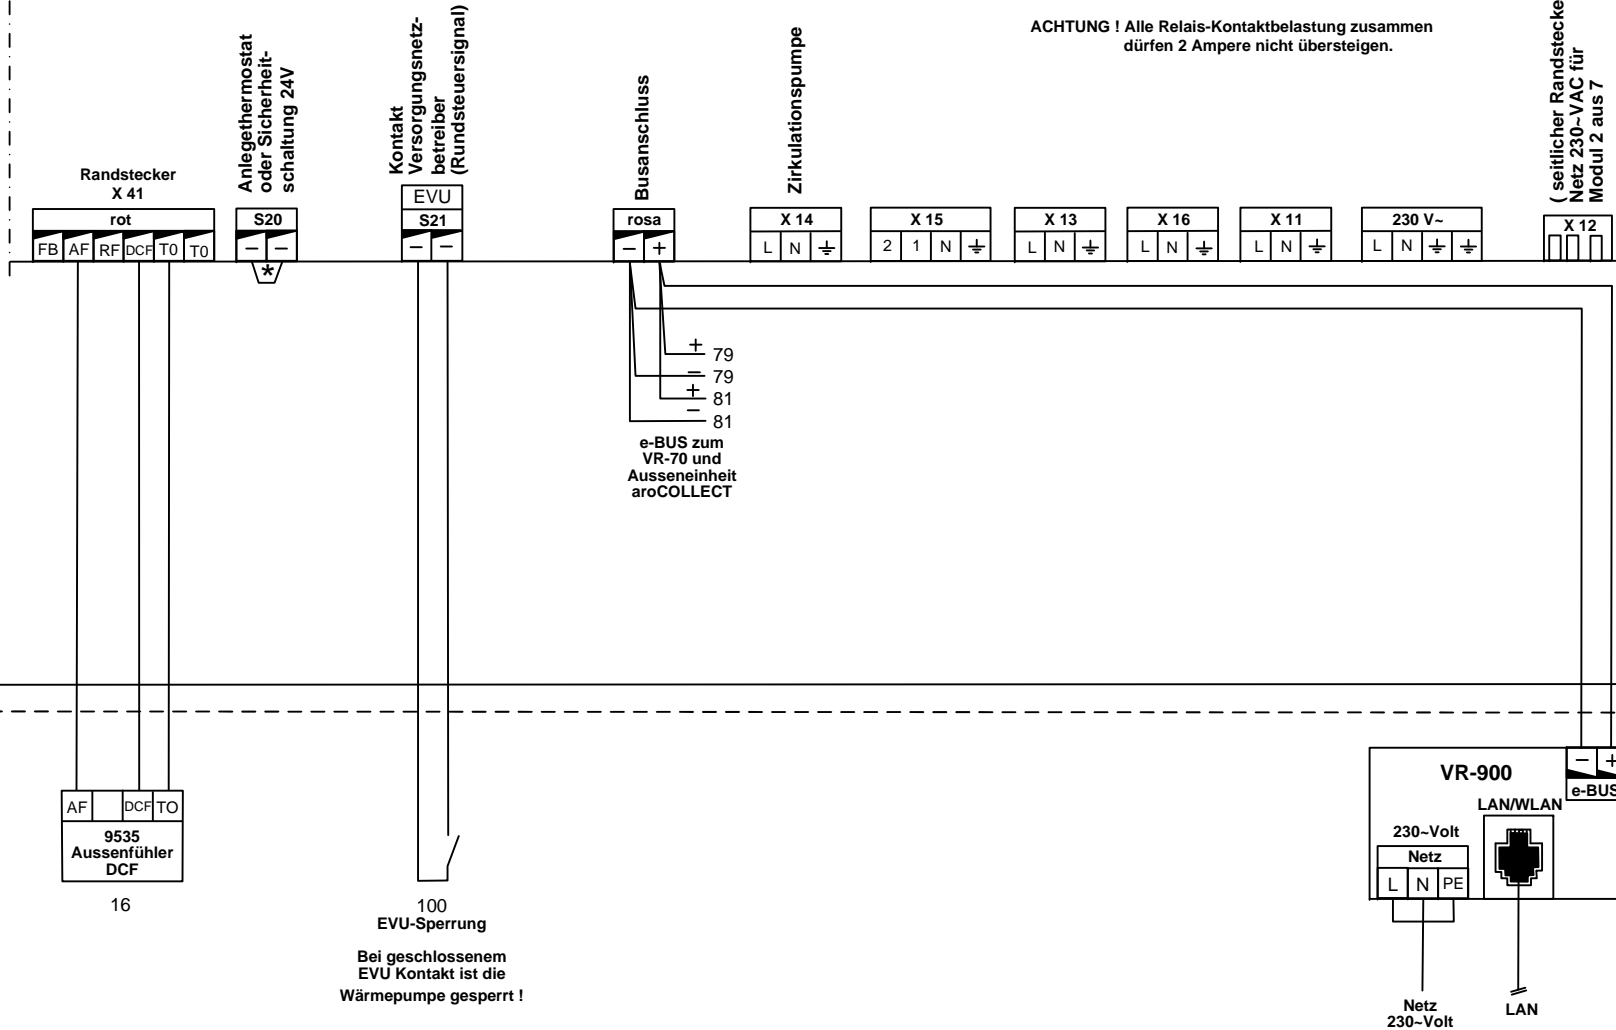 ACHTUNG ! Alle Relais-Kontaktbelastung zusammen
dürfen 2 Ampere nicht übersteigen.
Randstecker
X 41
rot
FB AF RF DCF T0 T0
Anlegethermostat
oder Sicherheit-
schaltung 24V
S20
− −
*
Kontakt
Versorgungsnetz-
betreiber
(Rundsteuersignal)
EVU
S21
− −
Busanschluss
rosa
− +
Zirkulationspumpe
X 14
L N
X 15
2 1 N
X 13
L N
X 16
L N
X 11
L N
230 V~
L N
( seitlicher Randstecke
Netz 230~VAC für
Modul 2 aus 7
X 12
+ 79
− 79
+ 81
− 81
e-BUS zum
VR-70 und
Ausseneinheit
aroCOLLECT
AF DCF TO
9535
Aussenfühler
DCF
16
100
EVU-Sperrung
Bei geschlossenem
EVU Kontakt ist die
Wärmepumpe gesperrt !
VR-900
− +
e-BUS
LAN/WLAN
230~Volt
Netz
L N PE
Netz
230~Volt
LAN